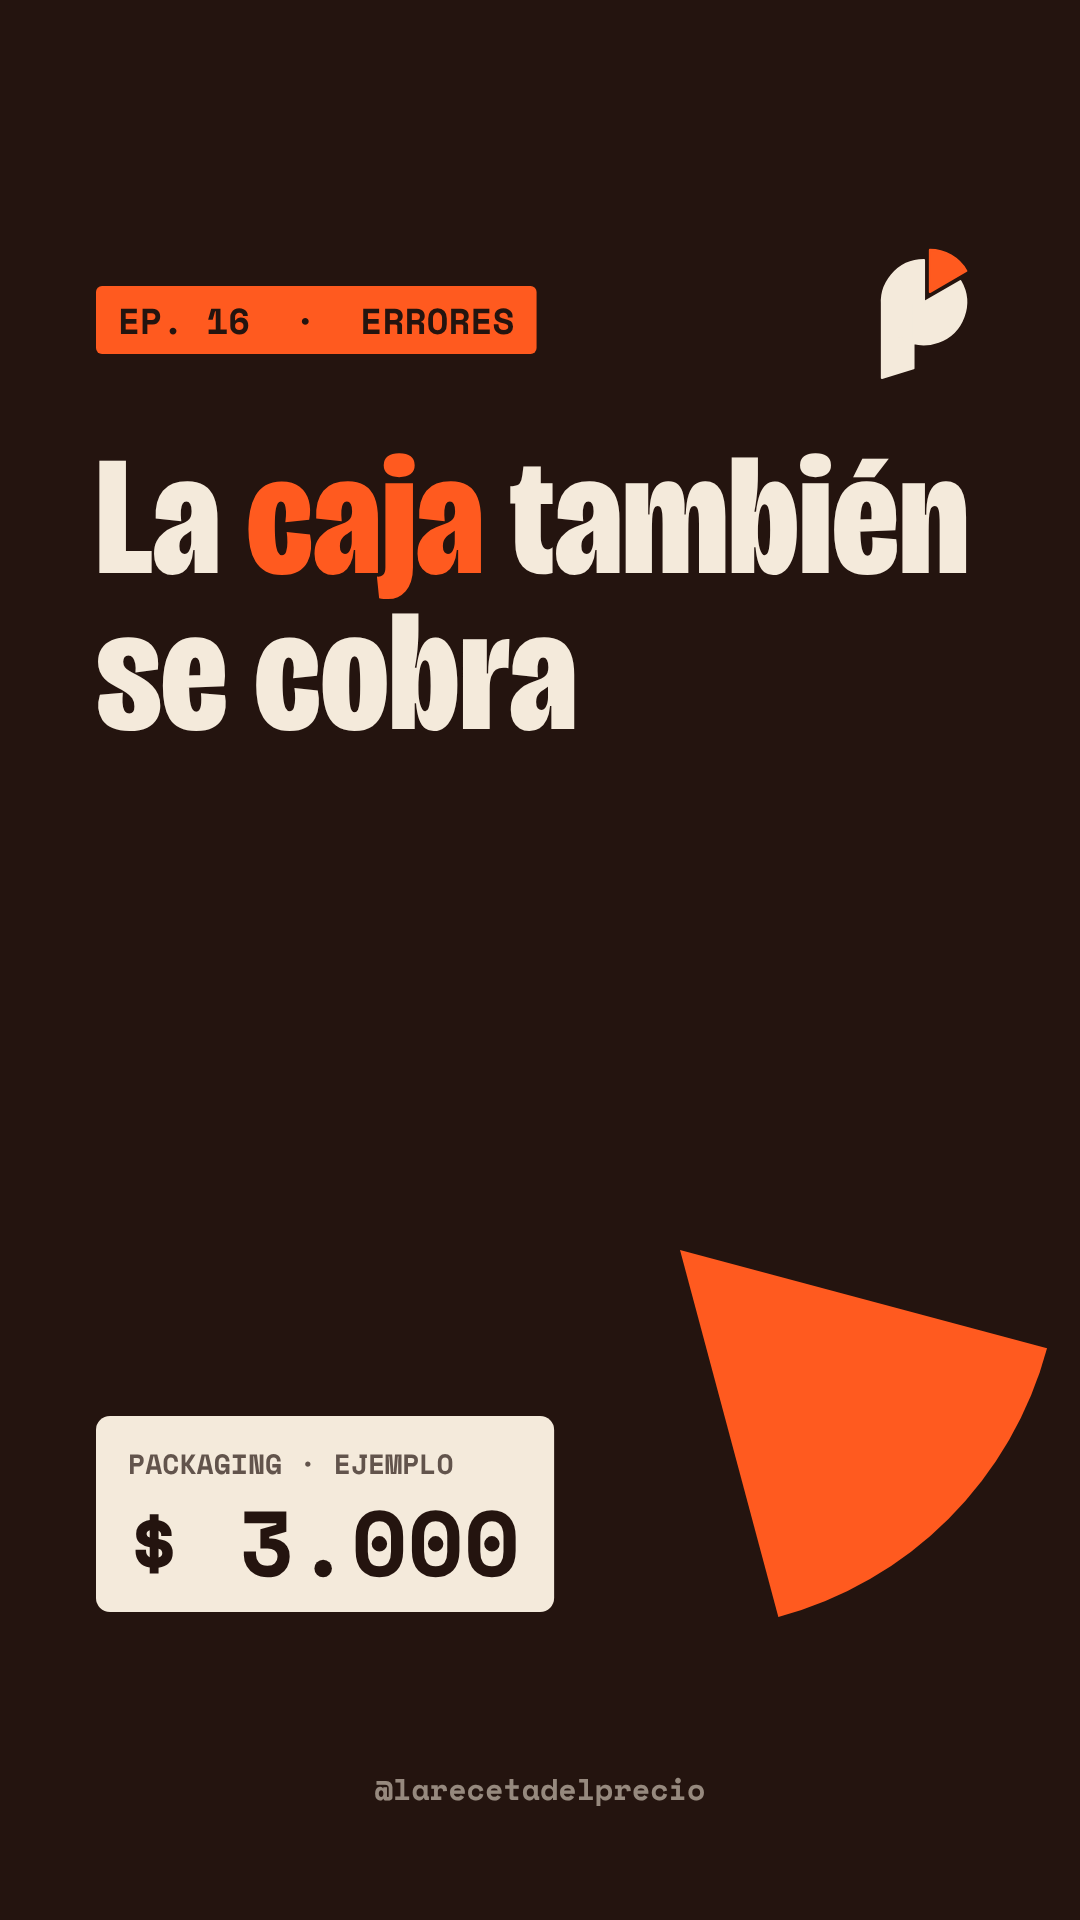 EP. 16 · ERRORES
La caja también
se cobra
PACKAGING · EJEMPLO
$ 3.000
@larecetadelprecio